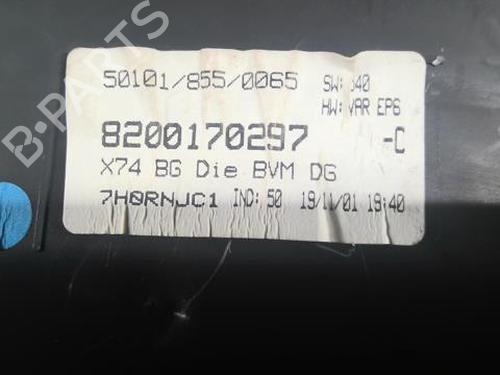 50101/855/0065 SW: 540
HW: VAR EP6
8200170297 -C
X74 BG Die BVM DG
7H0RNJC1 IND: 50 19/11/01 19:40
B-PARTS